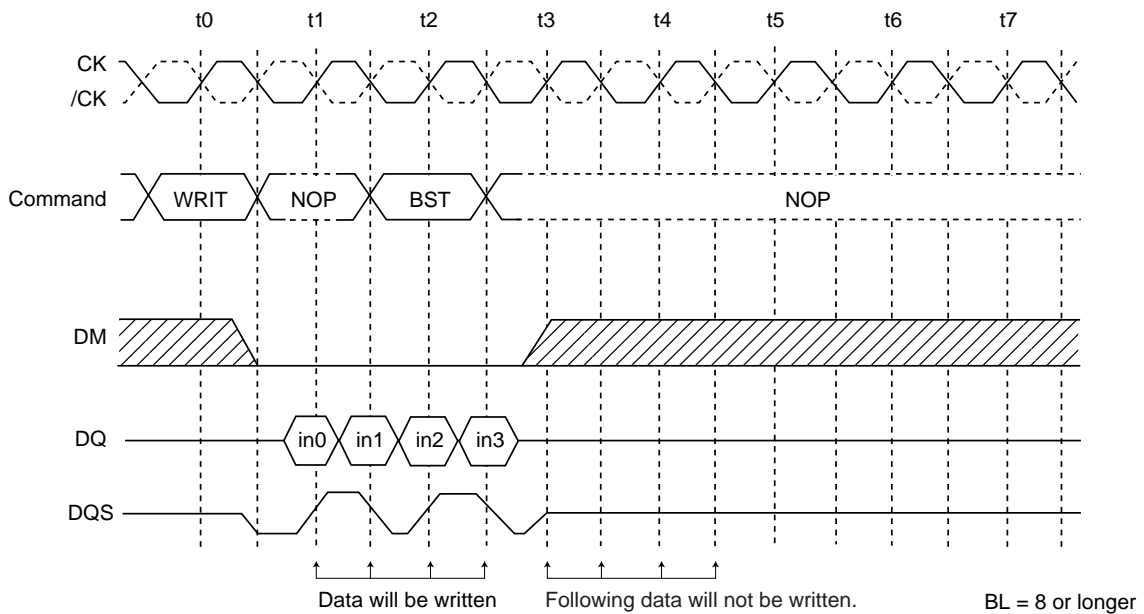 t0 t1 t2 t3 t4 t5 t6 t7
CK
/CK
Command WRIT NOP BST NOP
DM
DQ in0 in1 in2 in3
DQS
Data will be written Following data will not be written. BL = 8 or longer